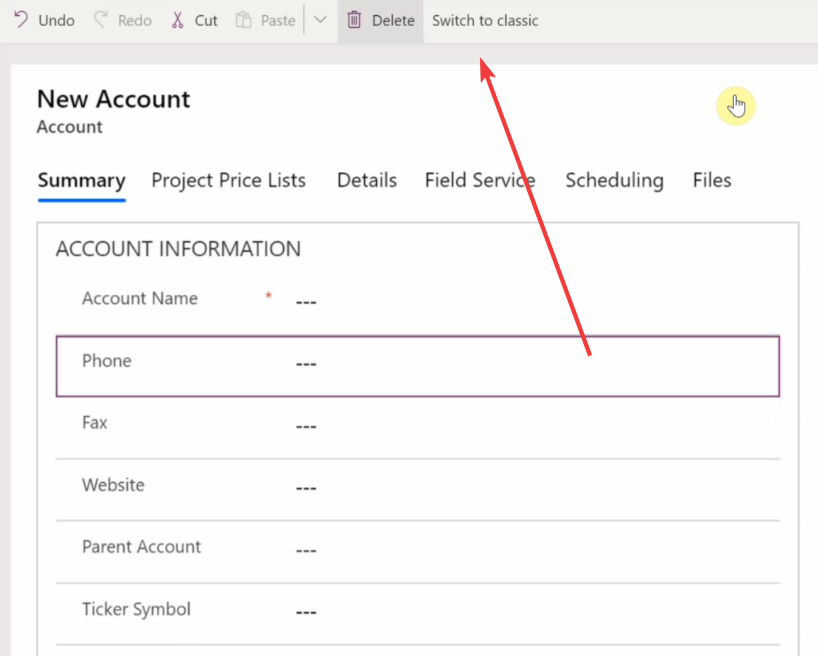 Undo Redo Cut Paste Delete Switch to classic
New Account
Account
Summary Project Price Lists Details Field Service Scheduling Files
ACCOUNT INFORMATION
Account Name * ---
Phone ---
Fax ---
Website ---
Parent Account ---
Ticker Symbol ---